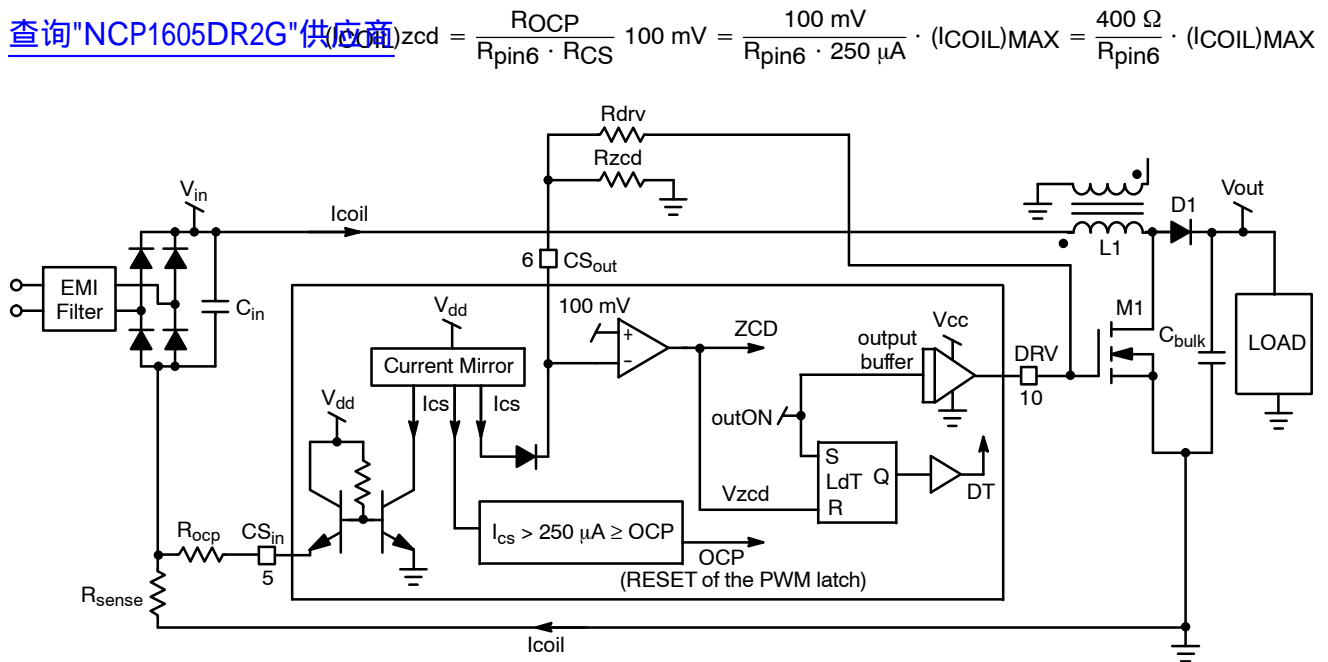 查询"NCP1605DR2G"供应商
(ICOIL)zcd = ROCP / Rpin6 · RCS 100 mV = 100 mV / Rpin6 · 250 μA · (ICOIL)MAX = 400 Ω / Rpin6 · (ICOIL)MAX
Rdrv
Rzcd
Vin
Icoil
D1
Vout
L1
6
CSout
EMI
Filter
Cin
Vdd
100 mV
+
−
ZCD
Vcc
output
buffer
DRV
10
M1
Cbulk
LOAD
Current Mirror
Vdd
Ics
Ics
outON
S
LdT
Q
R
DT
Vzcd
Ics > 250 μA ≥ OCP
OCP
(RESET of the PWM latch)
Rocp
CSin
5
Rsense
Icoil